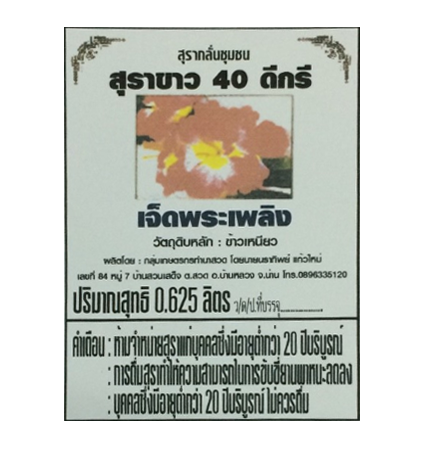 สุรากลั่นชุมชน
สุราขาว 40 ดีกรี
เจ็ดพระเพลิง
วัตถุดิบหลัก : ข้าวเหนียว
ผลิตโดย : กลุ่มเกษตรกรทำนาสวด โดยนายนราทิพย์ แก้วใหม่
เลขที่ 84 หมู่ 7 บ้านสวนเสด็จ ต.สวด อ.บ้านหลวง จ.น่าน โทร.0896335120
ปริมาณสุทธิ 0.625 ลิตร ว/ด/ป.ที่บรรจุ...............
คำเตือน : ห้ามจำหน่ายสุราแก่บุคคลซึ่งมีอายุต่ำกว่า 20 ปีบริบูรณ์
: การดื่มสุราทำให้ความสามารถในการขับขี่ยานพาหนะลดลง
: บุคคลซึ่งมีอายุต่ำกว่า 20 ปีบริบูรณ์ ไม่ควรดื่ม